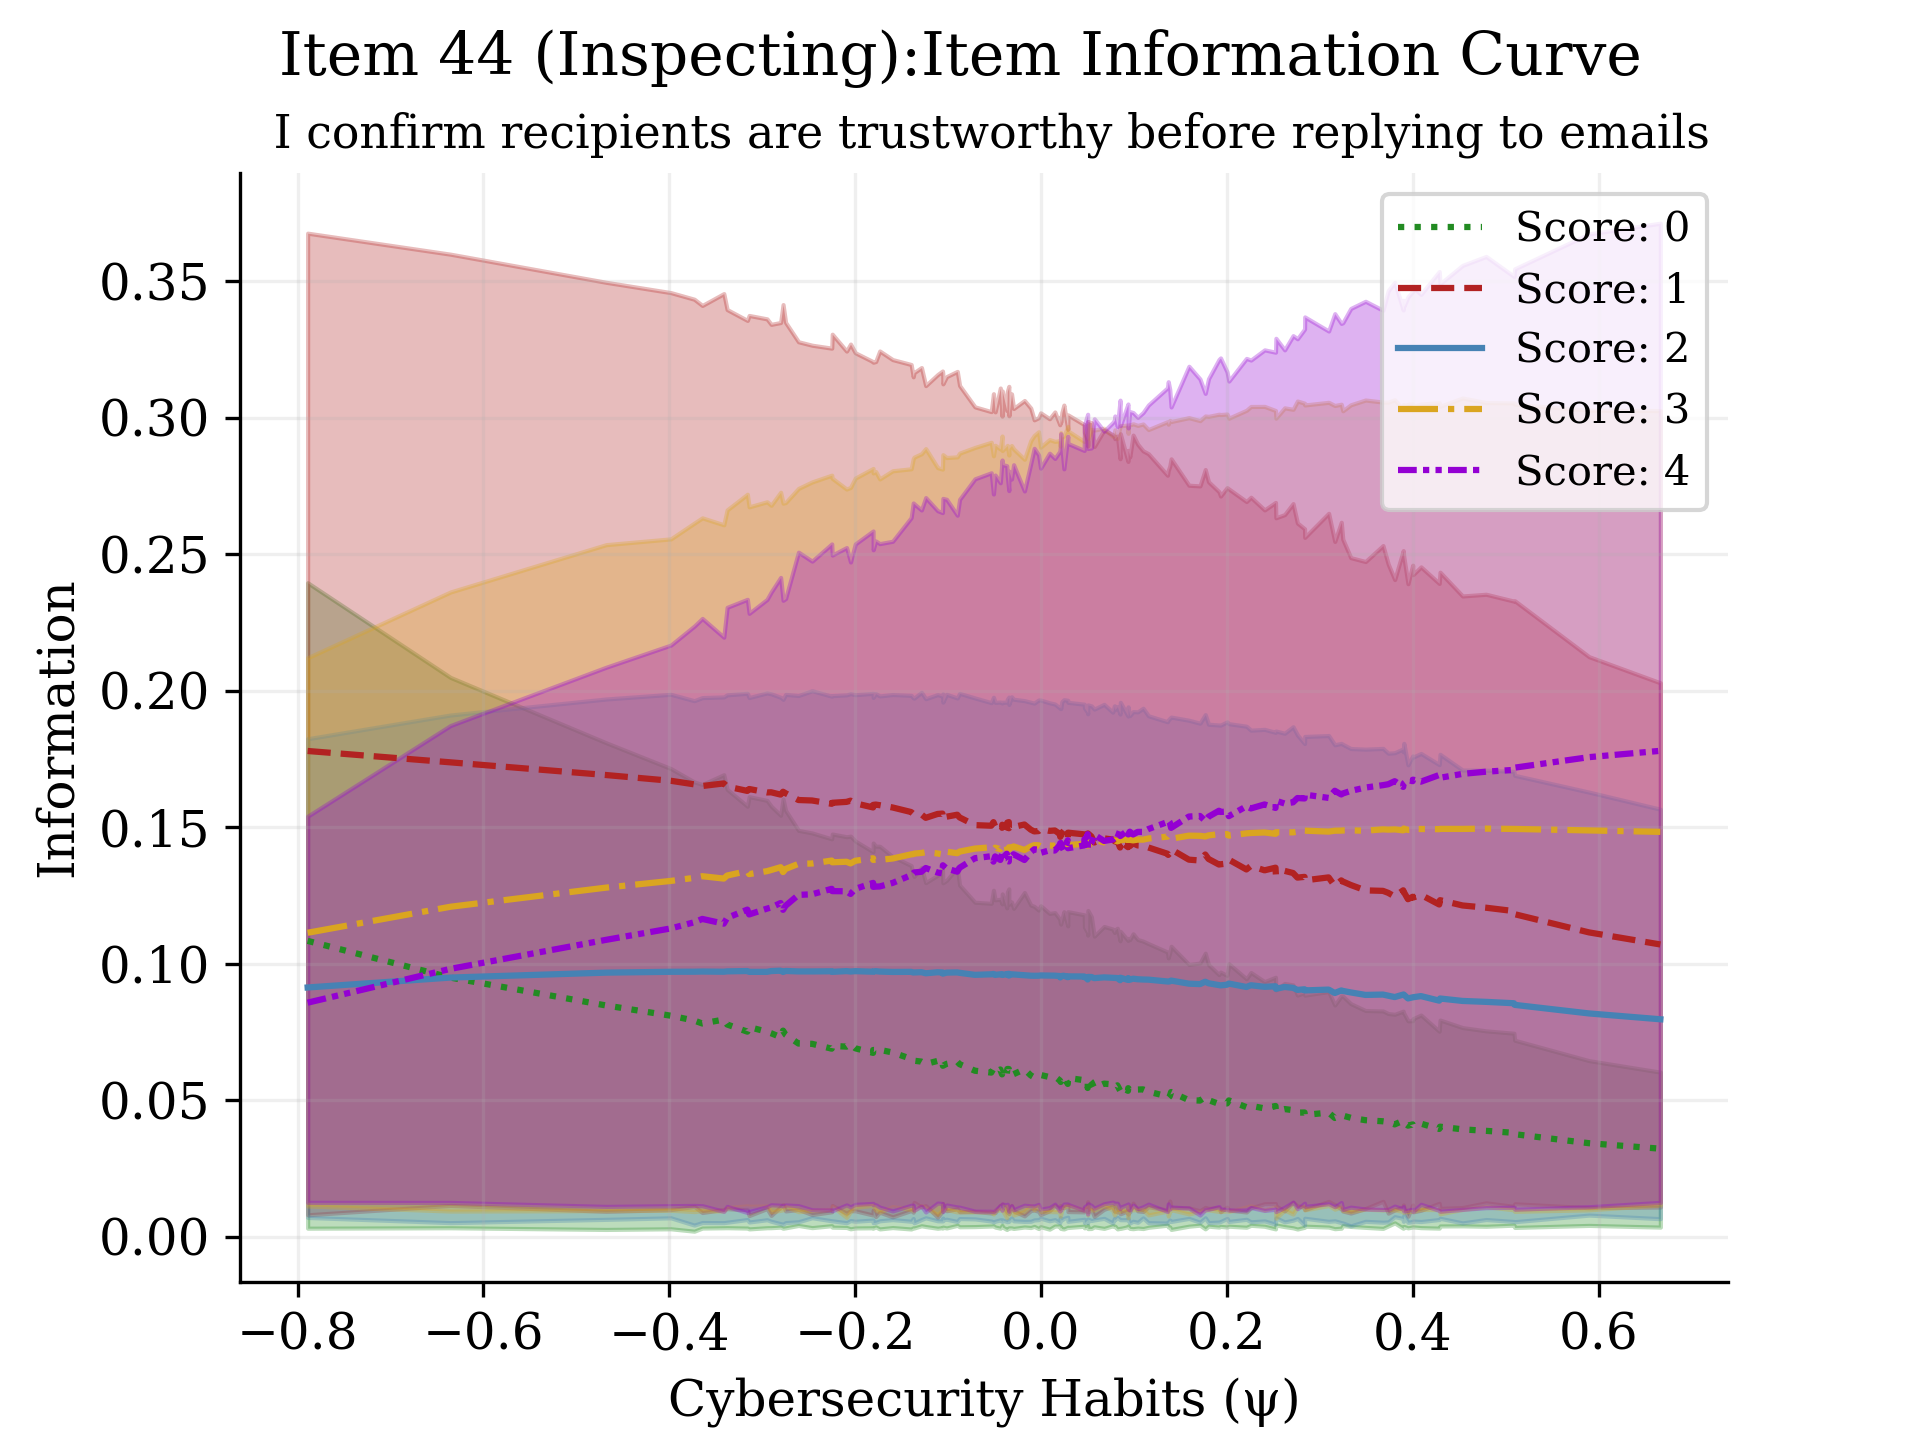 Item 44 (Inspecting):Item Information Curve
I confirm recipients are trustworthy before replying to emails
Score: 0
Score: 1
Score: 2
Score: 3
Score: 4
Information
0.35
0.30
0.25
0.20
0.15
0.10
0.05
0.00
−0.8 −0.6 −0.4 −0.2 0.0 0.2 0.4 0.6
Cybersecurity Habits (ψ)